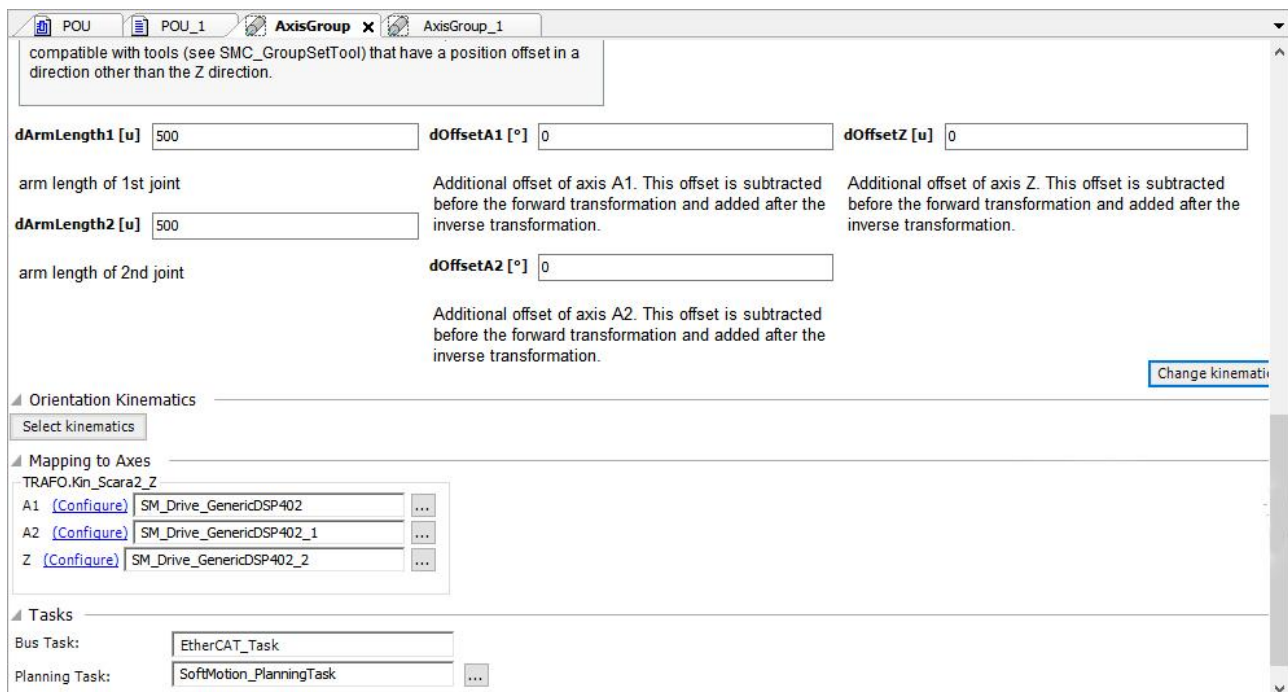 POU POU_1 AxisGroup AxisGroup_1
compatible with tools (see SMC_GroupSetTool) that have a position offset in a
direction other than the Z direction.
dArmLength1 [u] 500
arm length of 1st joint
dArmLength2 [u] 500
arm length of 2nd joint
dOffsetA1 [°] 0
Additional offset of axis A1. This offset is subtracted
before the forward transformation and added after the
inverse transformation.
dOffsetA2 [°] 0
Additional offset of axis A2. This offset is subtracted
before the forward transformation and added after the
inverse transformation.
dOffsetZ [u] 0
Additional offset of axis Z. This offset is subtracted
before the forward transformation and added after the
inverse transformation.
Change kinematic
Orientation Kinematics
Select kinematics
Mapping to Axes
TRAFO.Kin_Scara2_Z
A1 (Configure) SM_Drive_GenericDSP402 ...
A2 (Configure) SM_Drive_GenericDSP402_1 ...
Z (Configure) SM_Drive_GenericDSP402_2 ...
Tasks
Bus Task: EtherCAT_Task
Planning Task: SoftMotion_PlanningTask ...